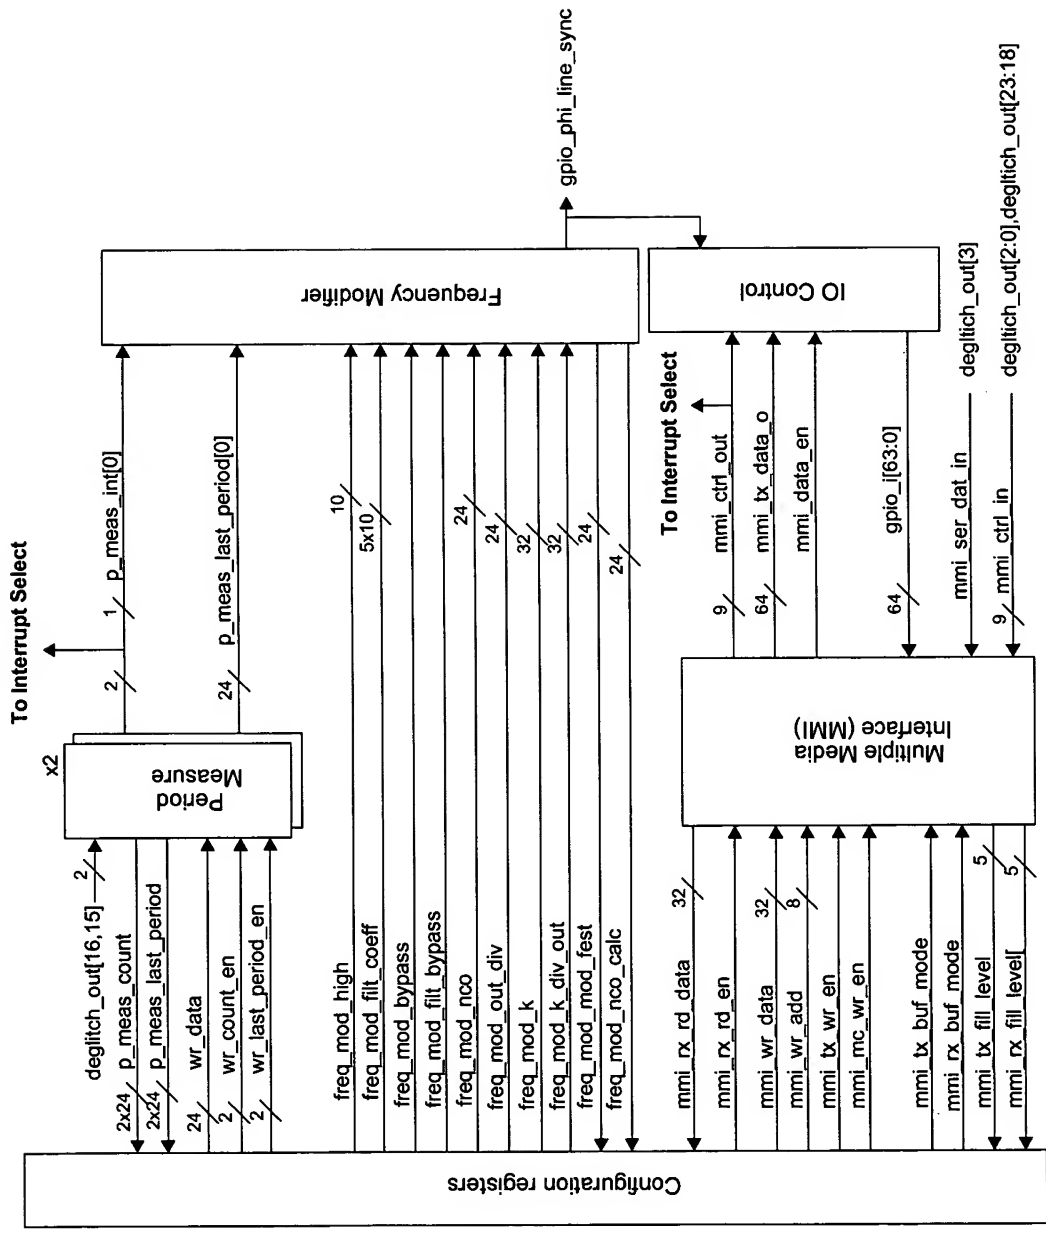 To Interrupt Select
x2
Period
Measure
deglitch_out[16,15]
2
2x24
p_meas_count
2x24
p_meas_last_period
24
wr_data
2
wr_count_en
2
wr_last_period_en
2
1
p_meas_int[0]
24
p_meas_last_period[0]
Frequency Modifier
gpio_phi_line_sync
freq_mod_high
10
freq_mod_filt_coeff
5x10
freq_mod_bypass
freq_mod_filt_bypass
freq_mod_nco
24
freq_mod_out_div
24
freq_mod_k
32
freq_mod_k_div_out
32
freq_mod_mod_fest
24
freq_mod_nco_calc
24
To Interrupt Select
IO Control
9
mmi_ctrl_out
64
mmi_tx_data_o
mmi_data_en
64
gpio_i[63:0]
mmi_ser_dat_in
degltich_out[3]
9
mmi_ctrl_in
degltich_out[2:0],degltich_out[23:18]
Multiple Media
Interface (MMI)
mmi_rx_rd_data
32
mmi_rx_rd_en
mmi_wr_data
32
mmi_wr_add
8
mmi_tx_wr_en
mmi_mc_wr_en
mmi_tx_buf_mode
mmi_rx_buf_mode
mmi_tx_fill_level
5
mmi_rx_fill_level[
5
Configuration registers